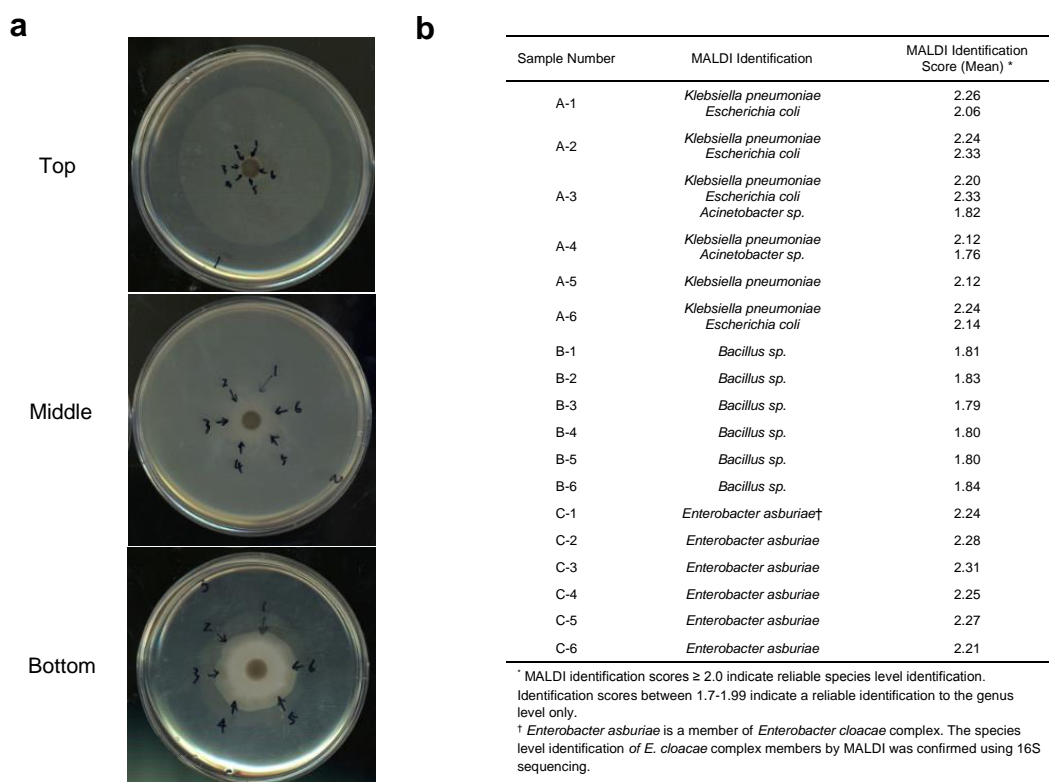 a
b
Top
Middle
Bottom
1
2
1
6
3
4
5
2
3
1
2
3
6
4
5
Sample Number MALDI Identification MALDI Identification
Score (Mean) *
A-1 Klebsiella pneumoniae 2.26
Escherichia coli 2.06
A-2 Klebsiella pneumoniae 2.24
Escherichia coli 2.33
A-3 Klebsiella pneumoniae 2.20
Escherichia coli 2.33
Acinetobacter sp. 1.82
A-4 Klebsiella pneumoniae 2.12
Acinetobacter sp. 1.76
A-5 Klebsiella pneumoniae 2.12
A-6 Klebsiella pneumoniae 2.24
Escherichia coli 2.14
B-1 Bacillus sp. 1.81
B-2 Bacillus sp. 1.83
B-3 Bacillus sp. 1.79
B-4 Bacillus sp. 1.80
B-5 Bacillus sp. 1.80
B-6 Bacillus sp. 1.84
C-1 Enterobacter asburiae† 2.24
C-2 Enterobacter asburiae 2.28
C-3 Enterobacter asburiae 2.31
C-4 Enterobacter asburiae 2.25
C-5 Enterobacter asburiae 2.27
C-6 Enterobacter asburiae 2.21
* MALDI identification scores ≥ 2.0 indicate reliable species level identification.
Identification scores between 1.7-1.99 indicate a reliable identification to the genus
level only.
† Enterobacter asburiae is a member of Enterobacter cloacae complex. The species
level identification of E. cloacae complex members by MALDI was confirmed using 16S
sequencing.